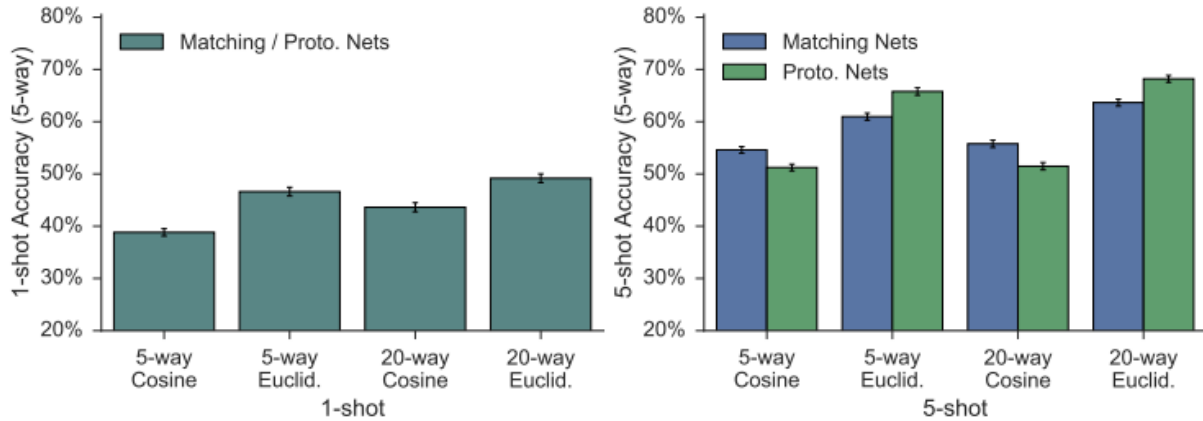 1-shot Accuracy (5-way)
80%
70%
60%
50%
40%
30%
20%
Matching / Proto. Nets
5-way
Cosine
5-way
Euclid.
20-way
Cosine
20-way
Euclid.
1-shot
5-shot Accuracy (5-way)
80%
70%
60%
50%
40%
30%
20%
Matching Nets
Proto. Nets
5-way
Cosine
5-way
Euclid.
20-way
Cosine
20-way
Euclid.
5-shot